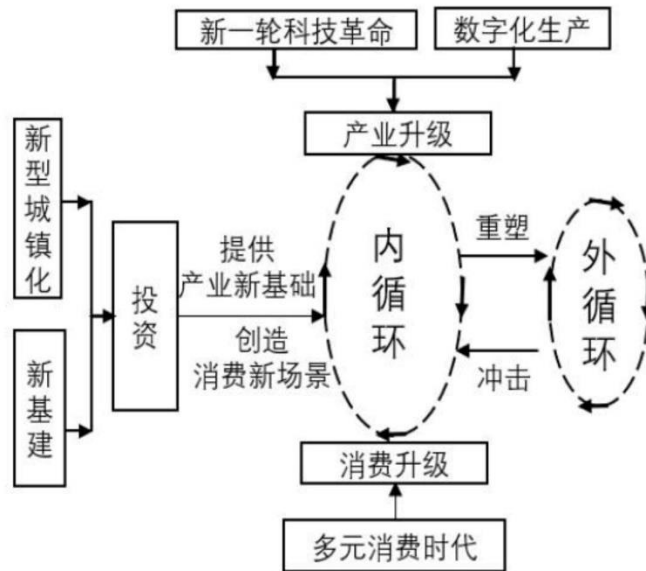 新一轮科技革命
数字化生产
产业升级
新型城镇化
新基建
投资
提供
产业新基础
创造
消费新场景
内循环
重塑
冲击
外循环
消费升级
多元消费时代